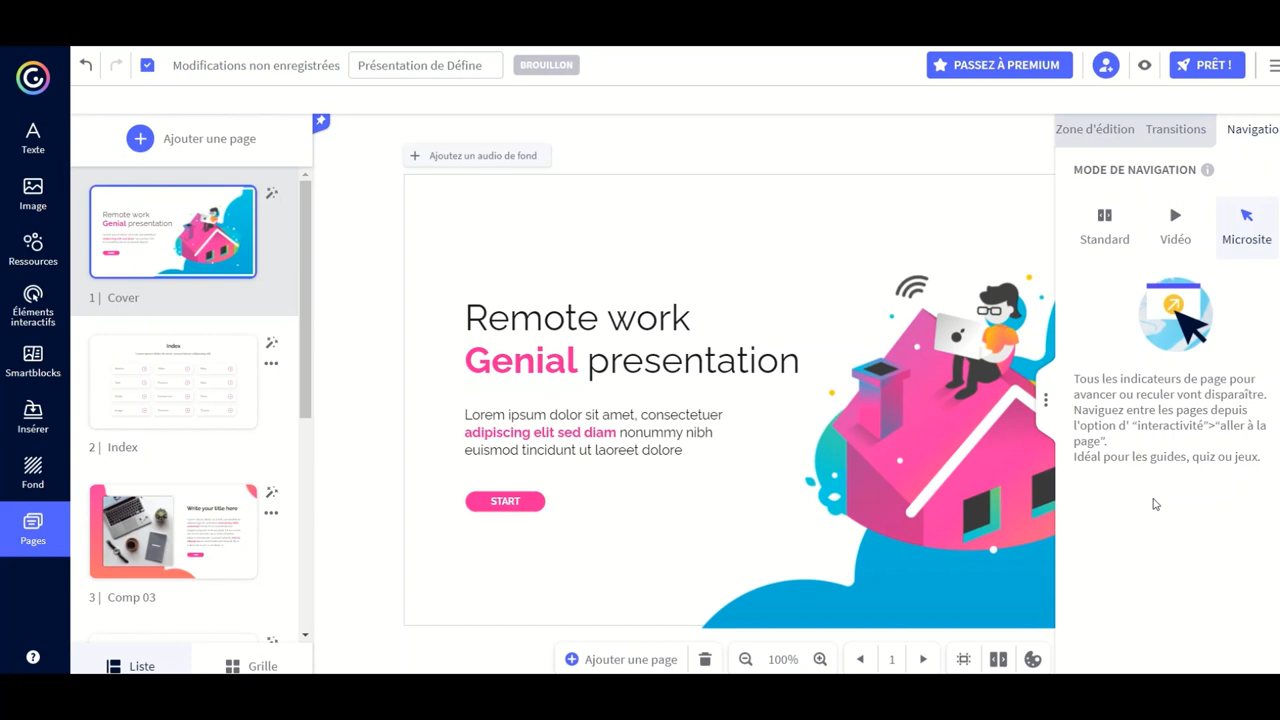 Modifications non enregistrées
Présentation de Défine
BROUILLON
PASSEZ À PREMIUM
PRÊT !
Texte
Image
Ressources
Éléments
interactifs
Smartblocks
Insérer
Fond
Pages
?
Ajouter une page
Remote work
Genial presentation
1 | Cover
Index
2 | Index
Write your title here
3 | Comp 03
Liste
Grille
Ajoutez un audio de fond
Remote work
Genial presentation
Lorem ipsum dolor sit amet, consectetuer
adipiscing elit sed diam nonummy nibh
euismod tincidunt ut laoreet dolore
START
Ajouter une page
100%
1
Zone d'édition
Transitions
Navigatio
MODE DE NAVIGATION
Standard
Vidéo
Microsite
Tous les indicateurs de page pour
avancer ou reculer vont disparaître.
Naviguez entre les pages depuis
l'option d' “interactivité”>“aller à la
page”.
Idéal pour les guides, quiz ou jeux.